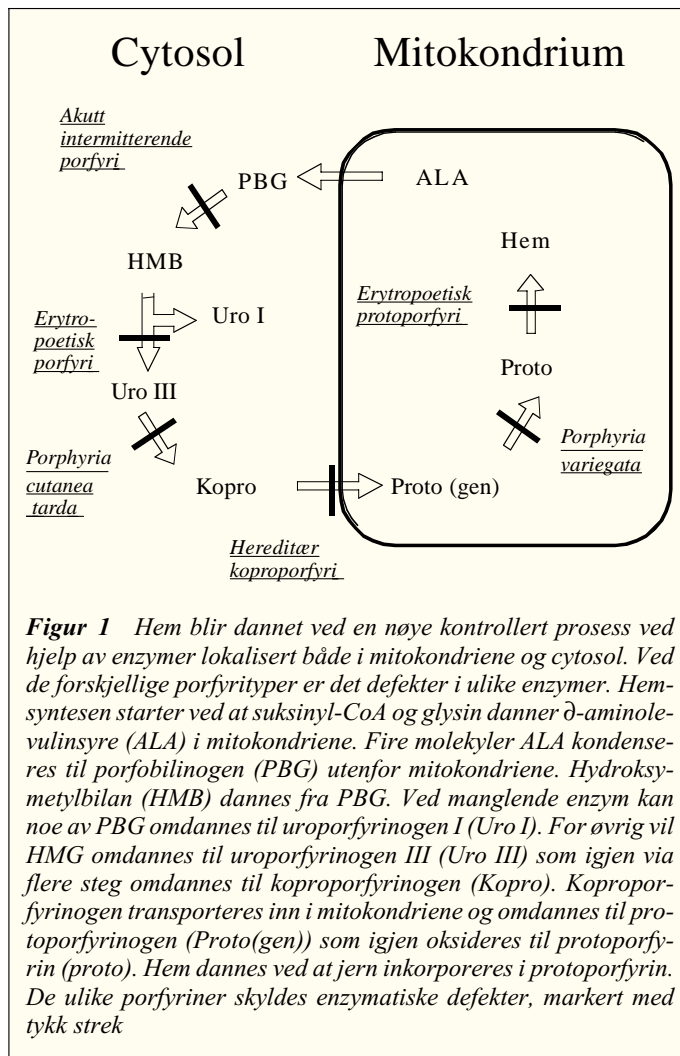 Cytosol
Mitokondrium
Akutt
intermitterende
porfyri
PBG
ALA
HMB
Hem
Uro I
Erytropoetisk
protoporfyri
Erytro-
poetisk
porfyri
Proto
Uro III
Porphyria
cutanea
tarda
Porphyria
variegata
Kopro
Proto (gen)
Hereditær
koproporfyri
Figur 1 Hem blir dannet ved en nøye kontrollert prosess ved
hjelp av enzymer lokalisert både i mitokondriene og cytosol. Ved
de forskjellige porfyrityper er det defekter i ulike enzymer. Hem-
syntesen starter ved at suksinyl-CoA og glysin danner ∂-aminole-
vulinsyre (ALA) i mitokondriene. Fire molekyler ALA kondense-
res til porfobilinogen (PBG) utenfor mitokondriene. Hydroksy-
metylbilan (HMB) dannes fra PBG. Ved manglende enzym kan
noe av PBG omdannes til uroporfyrinogen I (Uro I). For øvrig vil
HMG omdannes til uroporfyrinogen III (Uro III) som igjen via
flere steg omdannes til koproporfyrinogen (Kopro). Kopropor-
fyrinogen transporteres inn i mitokondriene og omdannes til pro-
toporfyrinogen (Proto(gen)) som igjen oksideres til protoporfy-
rin (proto). Hem dannes ved at jern inkorporeres i protoporfyrin.
De ulike porfyriner skyldes enzymatiske defekter, markert med
tykk strek